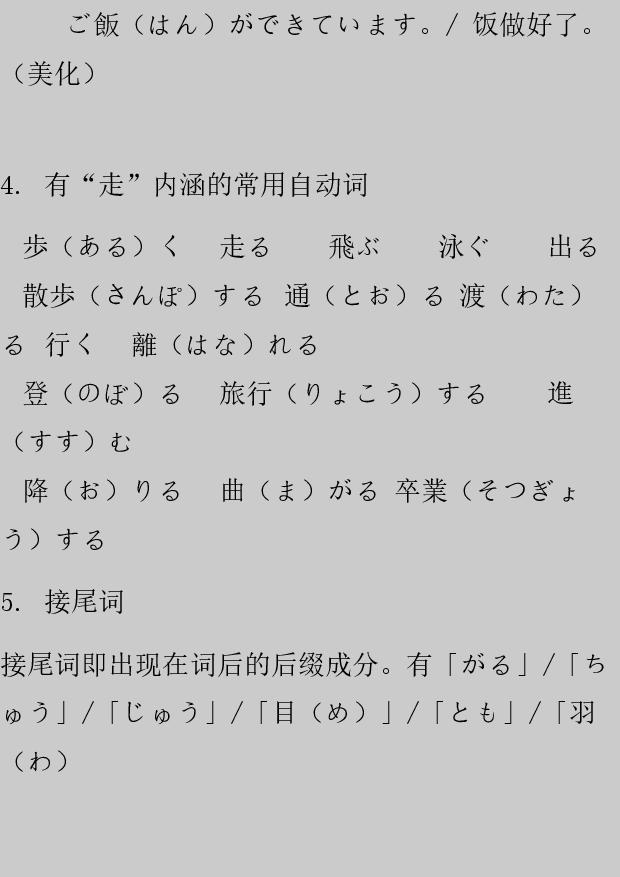 ご飯（はん）ができています。/ 饭做好了。
（美化）
4. 有“走”内涵的常用自动词
歩（ある）く 走る 飛ぶ 泳ぐ 出る
散歩（さんぽ）する 通（とお）る 渡（わた）
る 行く 離（はな）れる
登（のぼ）る 旅行（りょこう）する 進
（すす）む
降（お）りる 曲（ま）がる 卒業（そつぎょ
う）する
5. 接尾词
接尾词即出现在词后的后缀成分。有「がる」/「ち
ゅう」/「じゅう」/「目（め）」/「とも」/「羽
（わ）